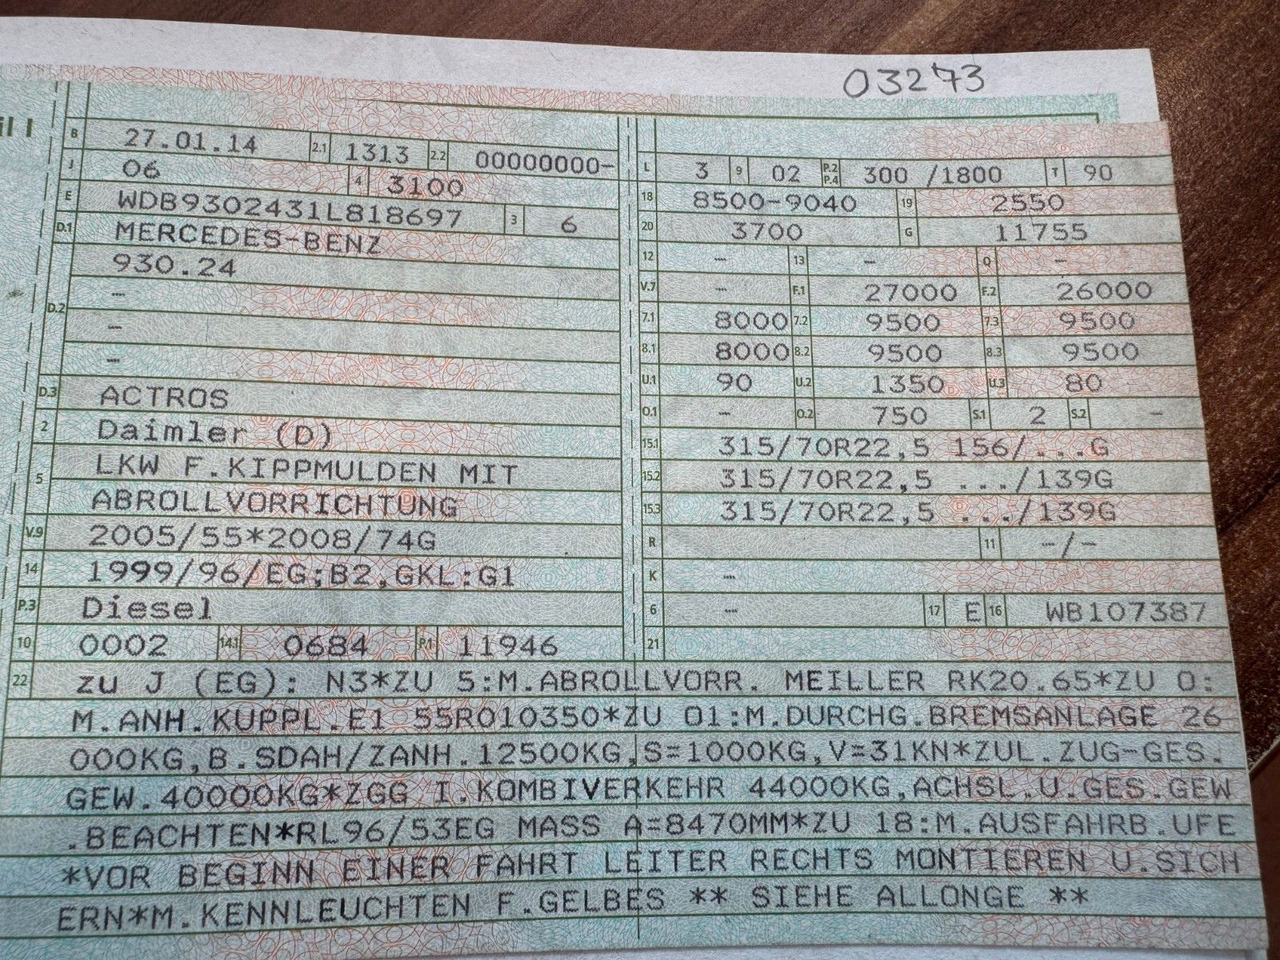 03273
il I
B 27.01.14 2.1 1313 2.2 00000000-
J 06 4 3100
E WDB9302431L818697 3 6
D.1 MERCEDES-BENZ
930.24
D.2 –
–
–
D.3 ACTROS
2 Daimler (D)
5 LKW F.KIPPMULDEN MIT
ABROLLVORRICHTUNG
V.9 2005/55*2008/74G
14 1999/96/EG;B2,GKL:G1
P.3 Diesel
10 0002 14.1 0684 P.1 11946
L 3 9 02 P.2 P.4 300 /1800 T 90
18 8500-9040 19 2550
20 3700 G 11755
12 – 13 – Q –
V.7 – F.1 27000 F.2 26000
7.1 8000 7.2 9500 7.3 9500
8.1 8000 8.2 9500 8.3 9500
U.1 90 U.2 1350 U.3 80
O.1 – O.2 750 S.1 2 S.2 –
15.1 315/70R22,5 156/...G
15.2 315/70R22,5 .../139G
15.3 315/70R22,5 .../139G
R 11 –/–
K –
6 – 17 E 16 WB107387
21
22 zu J (EG): N3*ZU 5:M.ABROLLVORR. MEILLER RK20.65*ZU O:
M.ANH.KUPPL.E1 55R010350*ZU O1:M.DURCHG.BREMSANLAGE 26
000KG,B.SDAH/ZANH.12500KG,S=1000KG,V=31KN*ZUL.ZUG-GES.
GEW.40000KG*ZGG I.KOMBIVERKEHR 44000KG,ACHSL.U.GES.GEW
.BEACHTEN*RL96/53EG MASS A=8470MM*ZU 18:M.AUSFAHRB.UFE
*VOR BEGINN EINER FAHRT LEITER RECHTS MONTIEREN U.SICH
ERN*M.KENNLEUCHTEN F.GELBES ** SIEHE ALLONGE **